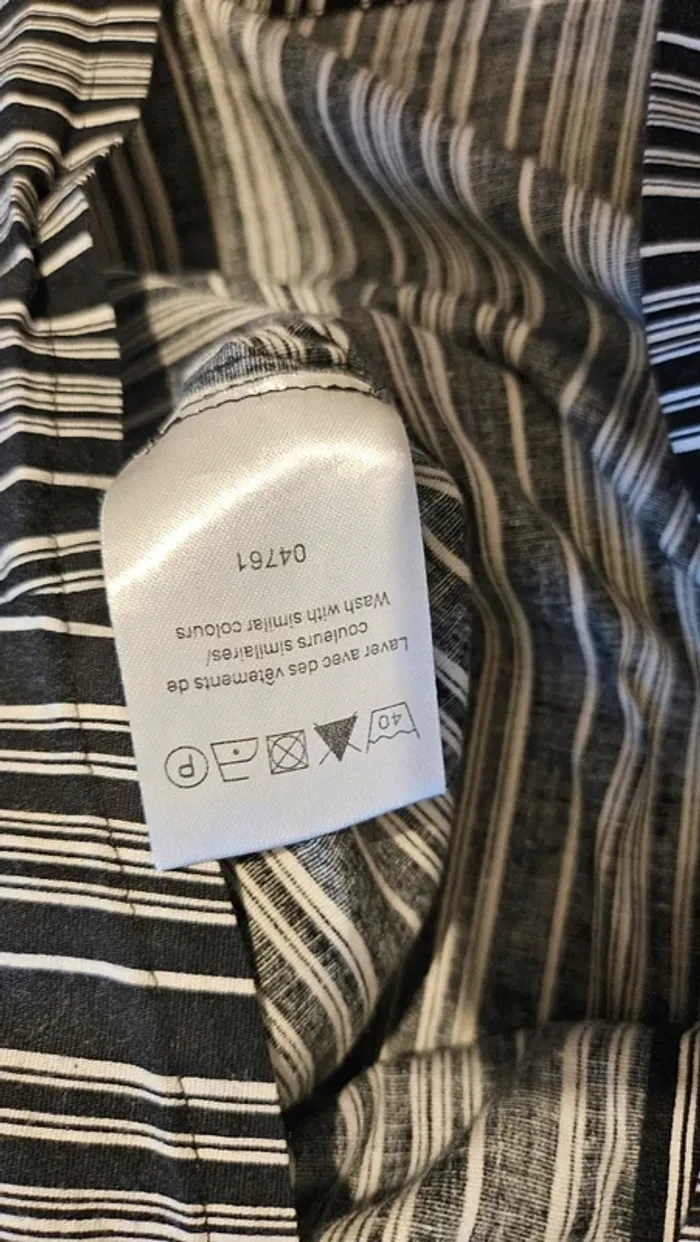 40 P
Laver avec des vêtements de
couleurs similaires/
Wash with similar colours
04761